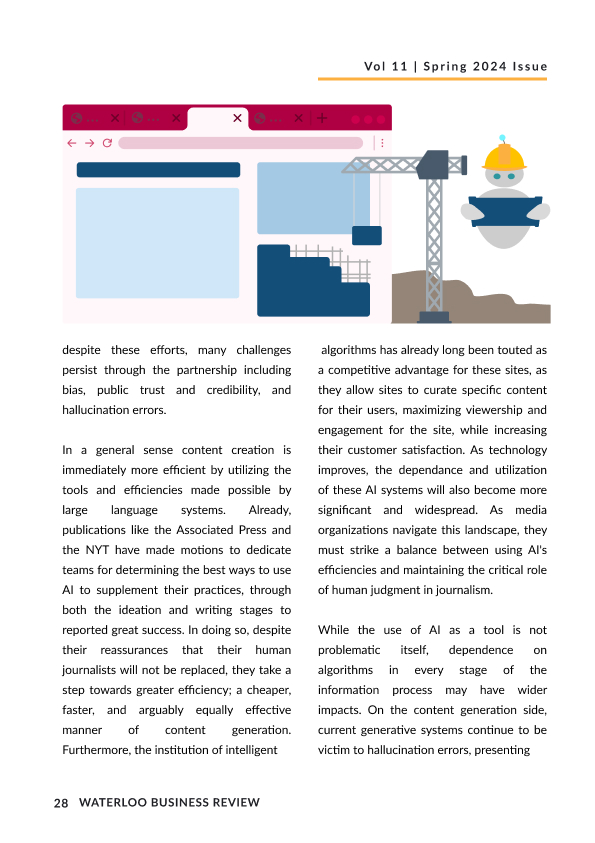 Vol 11 | Spring 2024 Issue
despite these efforts, many challenges
persist through the partnership including
bias, public trust and credibility, and
hallucination errors.
In a general sense content creation is
immediately more efficient by utilizing the
tools and efficiencies made possible by
large language systems. Already,
publications like the Associated Press and
the NYT have made motions to dedicate
teams for determining the best ways to use
AI to supplement their practices, through
both the ideation and writing stages to
reported great success. In doing so, despite
their reassurances that their human
journalists will not be replaced, they take a
step towards greater efficiency; a cheaper,
faster, and arguably equally effective
manner of content generation.
Furthermore, the institution of intelligent
algorithms has already long been touted as
a competitive advantage for these sites, as
they allow sites to curate specific content
for their users, maximizing viewership and
engagement for the site, while increasing
their customer satisfaction. As technology
improves, the dependance and utilization
of these AI systems will also become more
significant and widespread. As media
organizations navigate this landscape, they
must strike a balance between using AI's
efficiencies and maintaining the critical role
of human judgment in journalism.
While the use of AI as a tool is not
problematic itself, dependence on
algorithms in every stage of the
information process may have wider
impacts. On the content generation side,
current generative systems continue to be
victim to hallucination errors, presenting
28 WATERLOO BUSINESS REVIEW